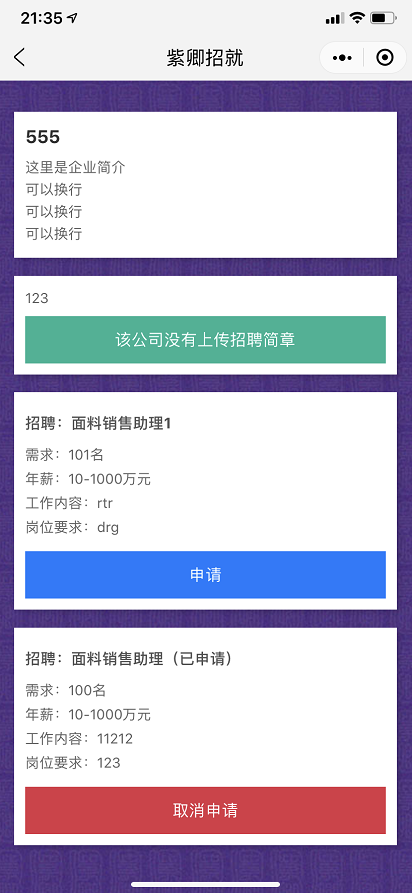 21:35
紫卿招就
555
这里是企业简介
可以换行
可以换行
可以换行
123
该公司没有上传招聘简章
招聘：面料销售助理1
需求：101名
年薪：10-1000万元
工作内容：rtr
岗位要求：drg
申请
招聘：面料销售助理（已申请）
需求：100名
年薪：10-1000万元
工作内容：11212
岗位要求：123
取消申请